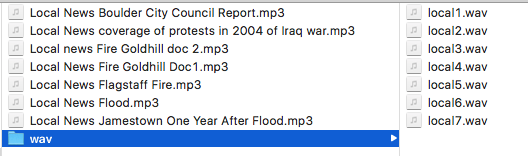 Local News Boulder City Council Report.mp3
Local News coverage of protests in 2004 of Iraq war.mp3
Local news Fire Goldhill doc 2.mp3
Local News Fire Goldhill Doc1.mp3
Local News Flagstaff Fire.mp3
Local News Flood.mp3
Local News Jamestown One Year After Flood.mp3
wav
local1.wav
local2.wav
local3.wav
local4.wav
local5.wav
local6.wav
local7.wav